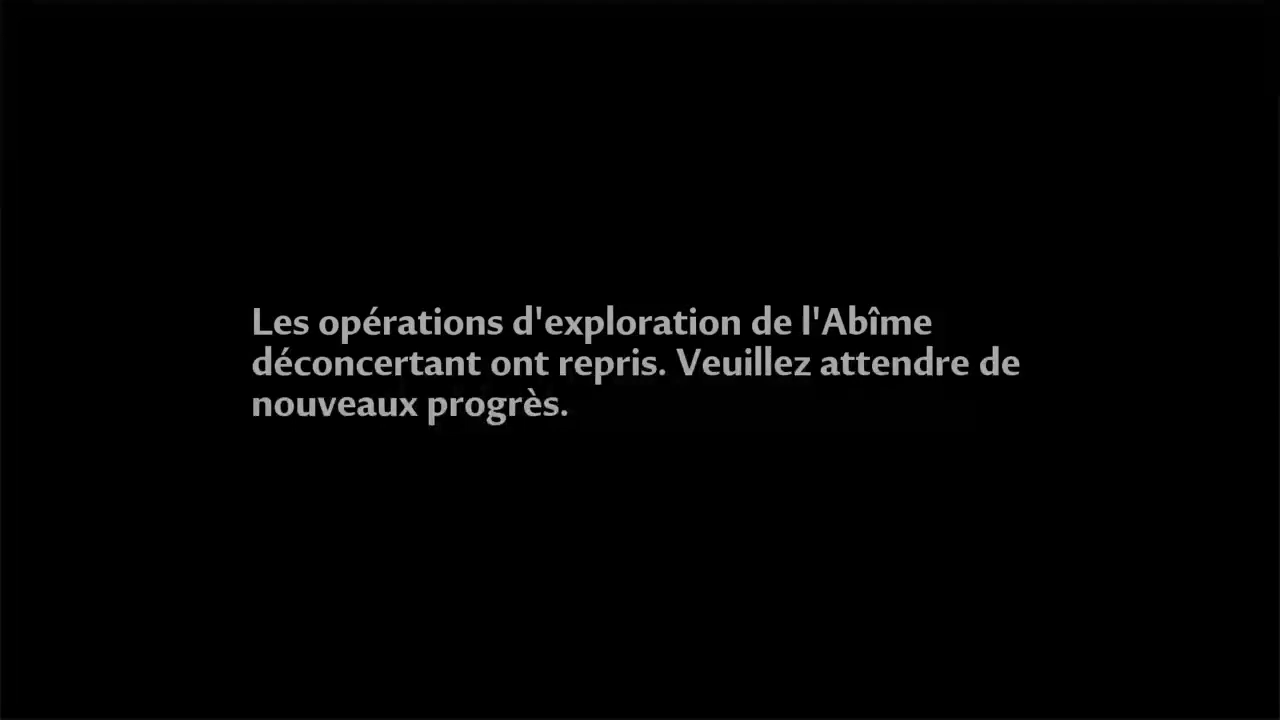 Les opérations d'exploration de l'Abîme
déconcertant ont repris. Veuillez attendre de
nouveaux progrès.